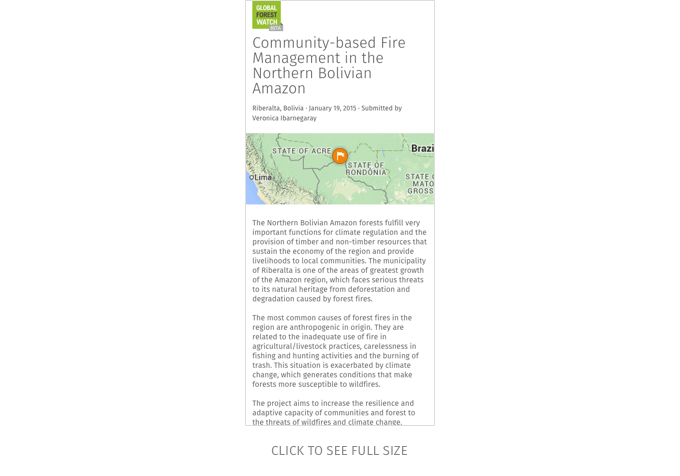 GLOBAL
FOREST
WATCH
BETA
Community-based Fire
Management in the
Northern Bolivian
Amazon
Riberalta, Bolivia · January 19, 2015 · Submitted by
Veronica Ibarnegaray
STATE OF ACRE
Brazi
STATE OF
RONDÔNIA
Lima
STATE O
MATO
GROSS
The Northern Bolivian Amazon forests fulfill very
important functions for climate regulation and the
provision of timber and non-timber resources that
sustain the economy of the region and provide
livelihoods to local communities. The municipality
of Riberalta is one of the areas of greatest growth
of the Amazon region, which faces serious threats
to its natural heritage from deforestation and
degradation caused by forest fires.
The most common causes of forest fires in the
region are anthropogenic in origin. They are
related to the inadequate use of fire in
agricultural/livestock practices, carelessness in
fishing and hunting activities and the burning of
trash. This situation is exacerbated by climate
change, which generates conditions that make
forests more susceptible to wildfires.
The project aims to increase the resilience and
adaptive capacity of communities and forest to
the threats of wildfires and climate change,
CLICK TO SEE FULL SIZE